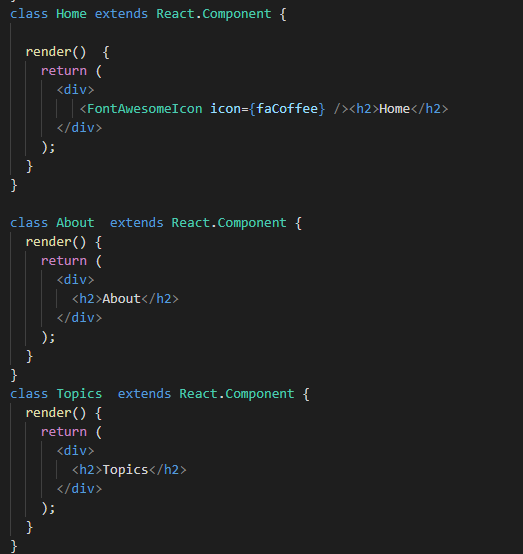 class Home extends React.Component {
render()  {
return (
<div>
<FontAwesomeIcon icon={faCoffee} /><h2>Home</h2>
</div>
);
}
}
class About  extends React.Component {
render() {
return (
<div>
<h2>About</h2>
</div>
);
}
}
class Topics  extends React.Component {
render() {
return (
<div>
<h2>Topics</h2>
</div>
);
}
}